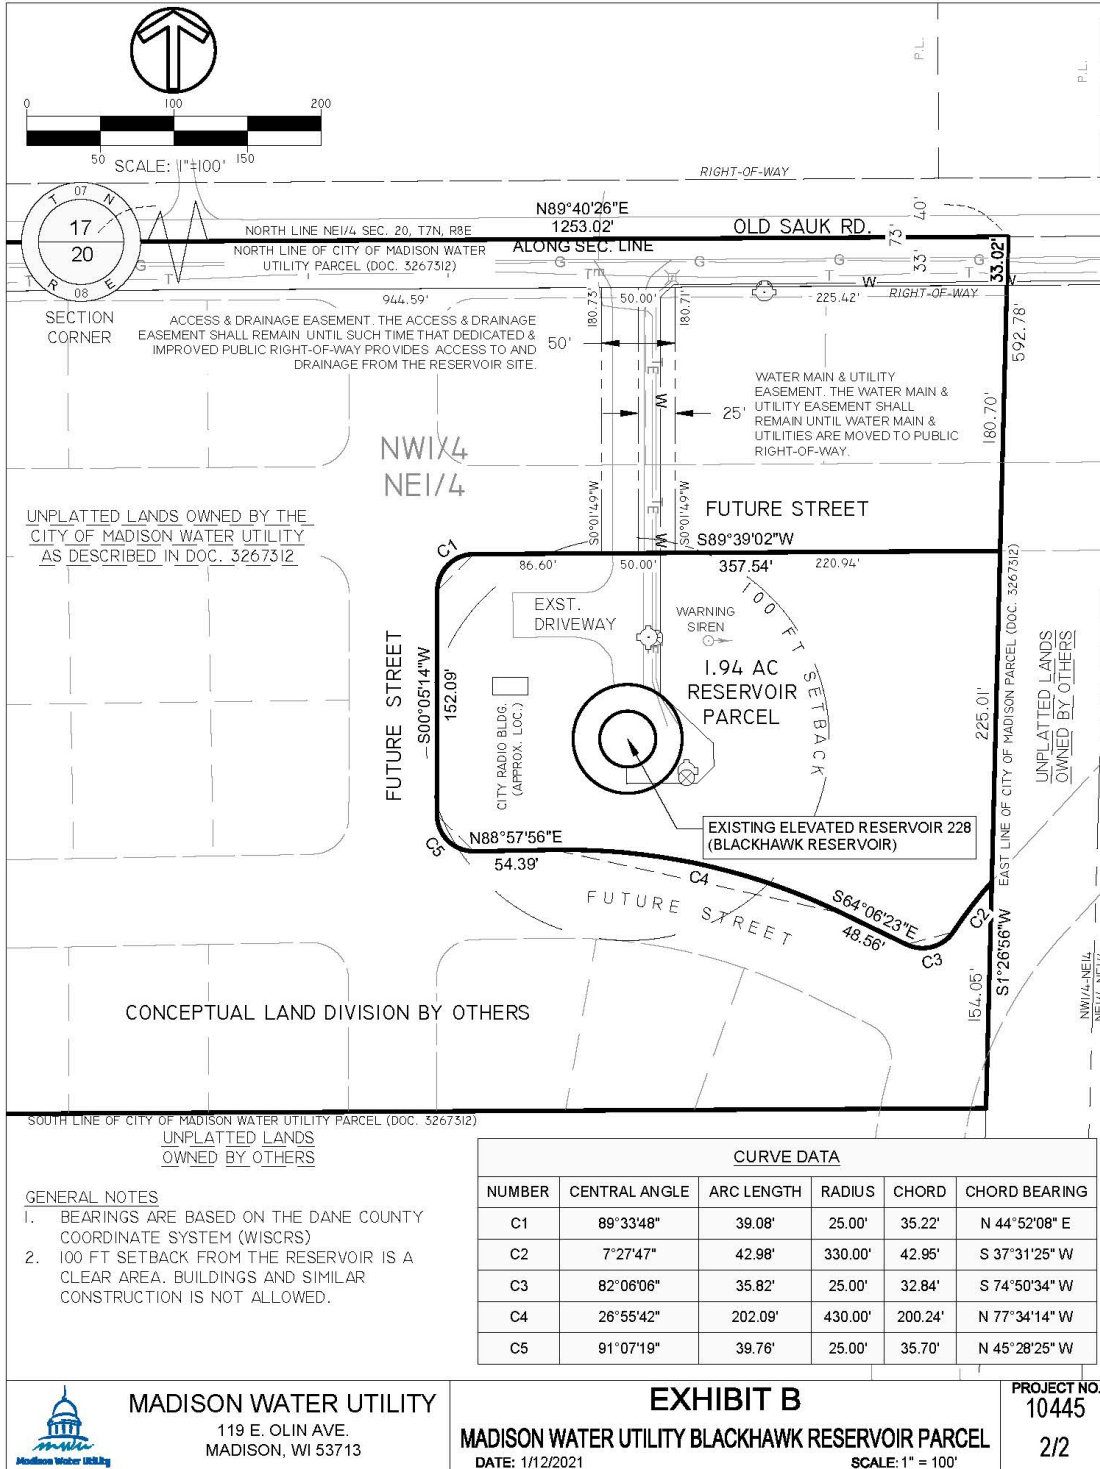 0 100 200
50 150
SCALE: 1"=100'
P.L.
P.L.
RIGHT-OF-WAY
07
T N
17
20
R E
08
SECTION
CORNER
N89°40'26"E
1253.02'
ALONG SEC. LINE
OLD SAUK RD.
73'
40'
33'
33.02'
NORTH LINE NE1/4 SEC. 20, T7N, R8E
NORTH LINE OF CITY OF MADISON WATER
UTILITY PARCEL (DOC. 3267312)
G T G T G T G T
W W
944.59'
180.73'
50.00'
180.71'
225.42'
RIGHT-OF-WAY
592.78'
ACCESS & DRAINAGE EASEMENT. THE ACCESS & DRAINAGE
EASEMENT SHALL REMAIN UNTIL SUCH TIME THAT DEDICATED &
IMPROVED PUBLIC RIGHT-OF-WAY PROVIDES ACCESS TO AND
DRAINAGE FROM THE RESERVOIR SITE.
50'
TE
W
25'
WATER MAIN & UTILITY
EASEMENT. THE WATER MAIN &
UTILITY EASEMENT SHALL
REMAIN UNTIL WATER MAIN &
UTILITIES ARE MOVED TO PUBLIC
RIGHT-OF-WAY.
180.70'
NW1/4
NE1/4
S0°01'49"W
S0°01'49"W
TE
W
FUTURE STREET
S89°39'02"W
UNPLATTED LANDS OWNED BY THE
CITY OF MADISON WATER UTILITY
AS DESCRIBED IN DOC. 3267312
C1
86.60'
50.00'
357.54'
220.94'
EXST.
DRIVEWAY
WARNING
SIREN
100 FT SETBACK
1.94 AC
RESERVOIR
PARCEL
FUTURE STREET
S00°05'14"W
152.09'
CITY RADIO BLDG.
(APPROX. LOC.)
225.01'
EAST LINE OF CITY OF MADISON PARCEL (DOC. 3267312)
UNPLATTED LANDS
OWNED BY OTHERS
EXISTING ELEVATED RESERVOIR 228
(BLACKHAWK RESERVOIR)
C5
N88°57'56"E
54.39'
C4
FUTURE STREET
S64°06'23"E
48.56'
C3
C2
S1°26'56"W
154.05'
NW1/4-NE1/4
CONCEPTUAL LAND DIVISION BY OTHERS
SOUTH LINE OF CITY OF MADISON WATER UTILITY PARCEL (DOC. 3267312)
UNPLATTED LANDS
OWNED BY OTHERS
GENERAL NOTES
1. BEARINGS ARE BASED ON THE DANE COUNTY
COORDINATE SYSTEM (WISCRS)
2. 100 FT SETBACK FROM THE RESERVOIR IS A
CLEAR AREA. BUILDINGS AND SIMILAR
CONSTRUCTION IS NOT ALLOWED.
CURVE DATA
NUMBER CENTRAL ANGLE ARC LENGTH RADIUS CHORD CHORD BEARING
C1 89°33'48" 39.08' 25.00' 35.22' N 44°52'08" E
C2 7°27'47" 42.98' 330.00' 42.95' S 37°31'25" W
C3 82°06'06" 35.82' 25.00' 32.84' S 74°50'34" W
C4 26°55'42" 202.09' 430.00' 200.24' N 77°34'14" W
C5 91°07'19" 39.76' 25.00' 35.70' N 45°28'25" W
mwu
Madison Water Utility
MADISON WATER UTILITY
119 E. OLIN AVE.
MADISON, WI 53713
EXHIBIT B
MADISON WATER UTILITY BLACKHAWK RESERVOIR PARCEL
DATE: 1/12/2021 SCALE: 1" = 100'
PROJECT NO.
10445
2/2